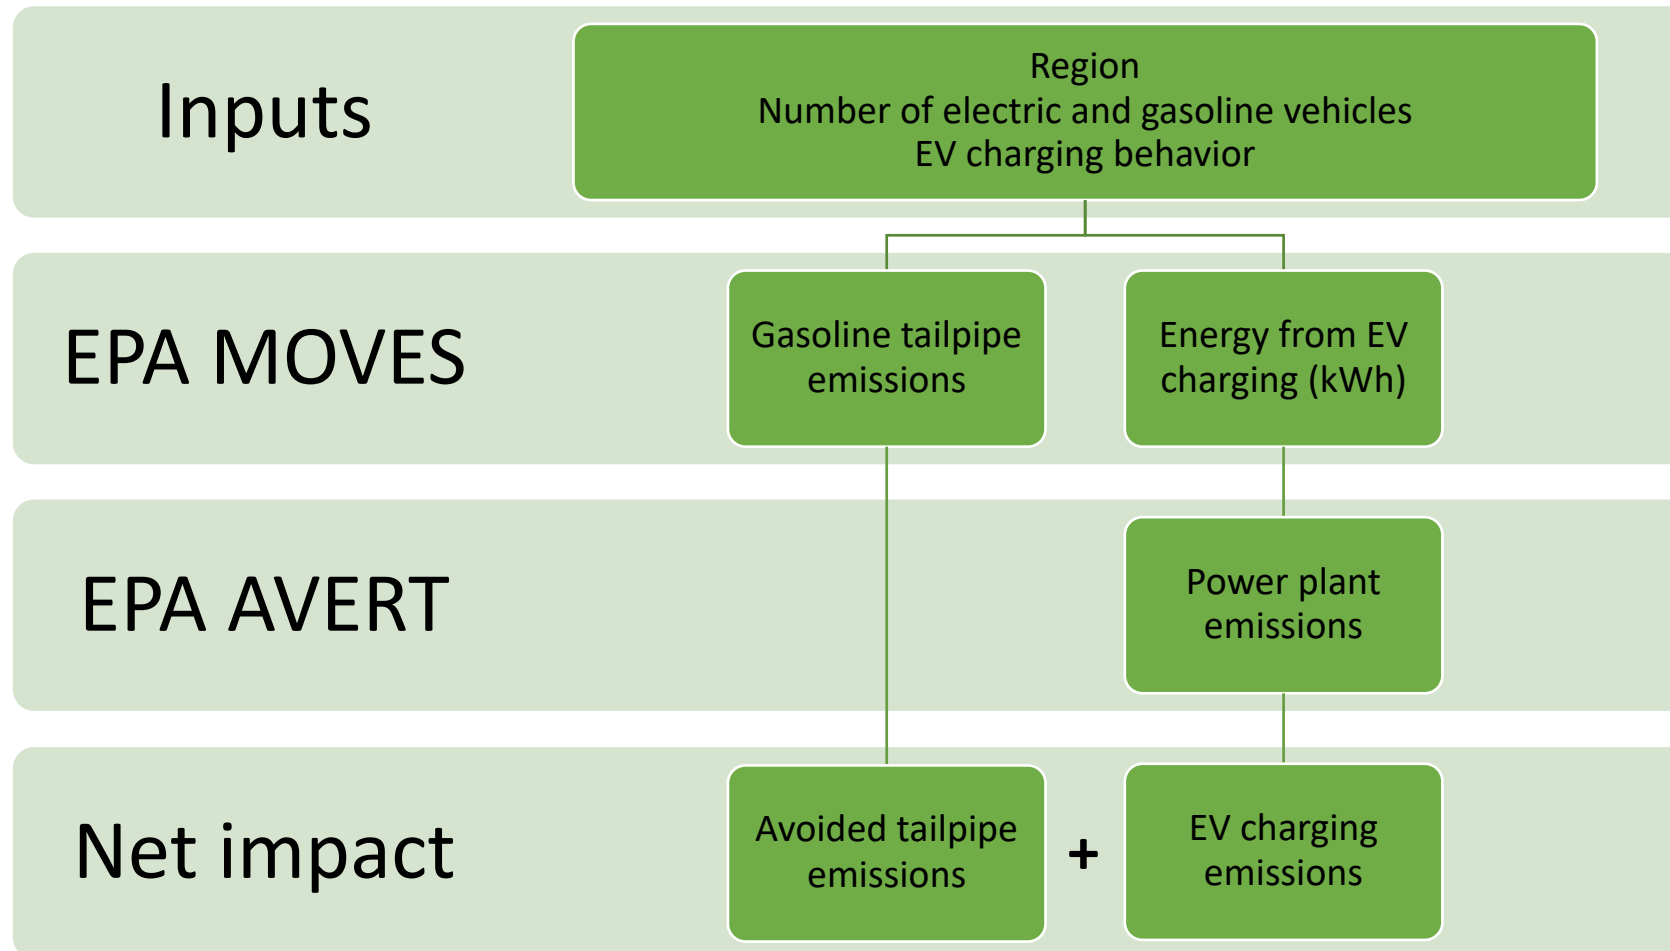 Inputs
Region
Number of electric and gasoline vehicles
EV charging behavior
EPA MOVES
Gasoline tailpipe
emissions
Energy from EV
charging (kWh)
EPA AVERT
Power plant
emissions
Net impact
Avoided tailpipe
emissions
+
EV charging
emissions